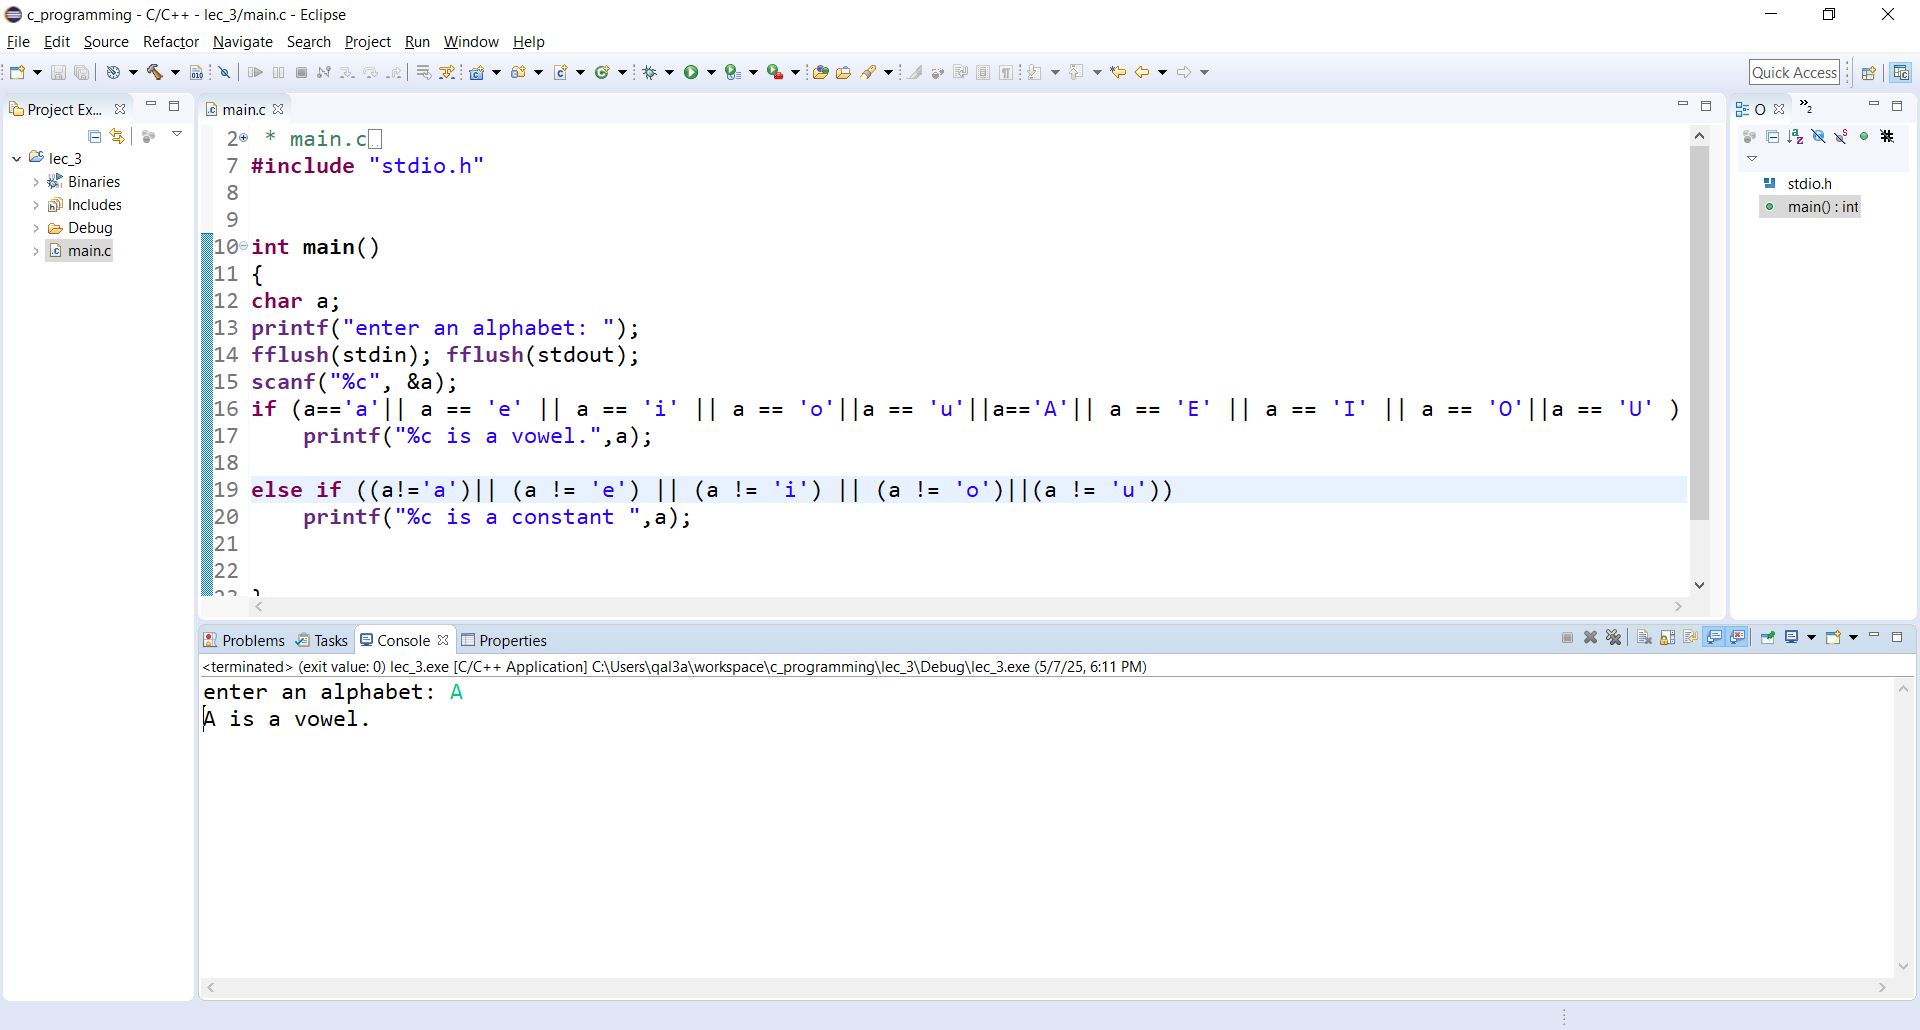 c_programming - C/C++ - lec_3/main.c - Eclipse
File Edit Source Refactor Navigate Search Project Run Window Help
Quick Access
Project Ex...
lec_3
Binaries
Includes
Debug
main.c
main.c
2 * main.c
7 #include "stdio.h"
8
9
10 int main()
11 {
12 char a;
13 printf("enter an alphabet: ");
14 fflush(stdin); fflush(stdout);
15 scanf("%c", &a);
16 if (a=='a'|| a == 'e' || a == 'i' || a == 'o'||a == 'u'||a=='A'|| a == 'E' || a == 'I' || a == 'O'||a == 'U' )
17     printf("%c is a vowel.",a);
18
19 else if ((a!='a')|| (a != 'e') || (a != 'i') || (a != 'o')||(a != 'u'))
20     printf("%c is a constant ",a);
21
22
23 }
O »2
stdio.h
main() : int
Problems Tasks Console Properties
<terminated> (exit value: 0) lec_3.exe [C/C++ Application] C:\Users\qal3a\workspace\c_programming\lec_3\Debug\lec_3.exe (5/7/25, 6:11 PM)
enter an alphabet: A
A is a vowel.